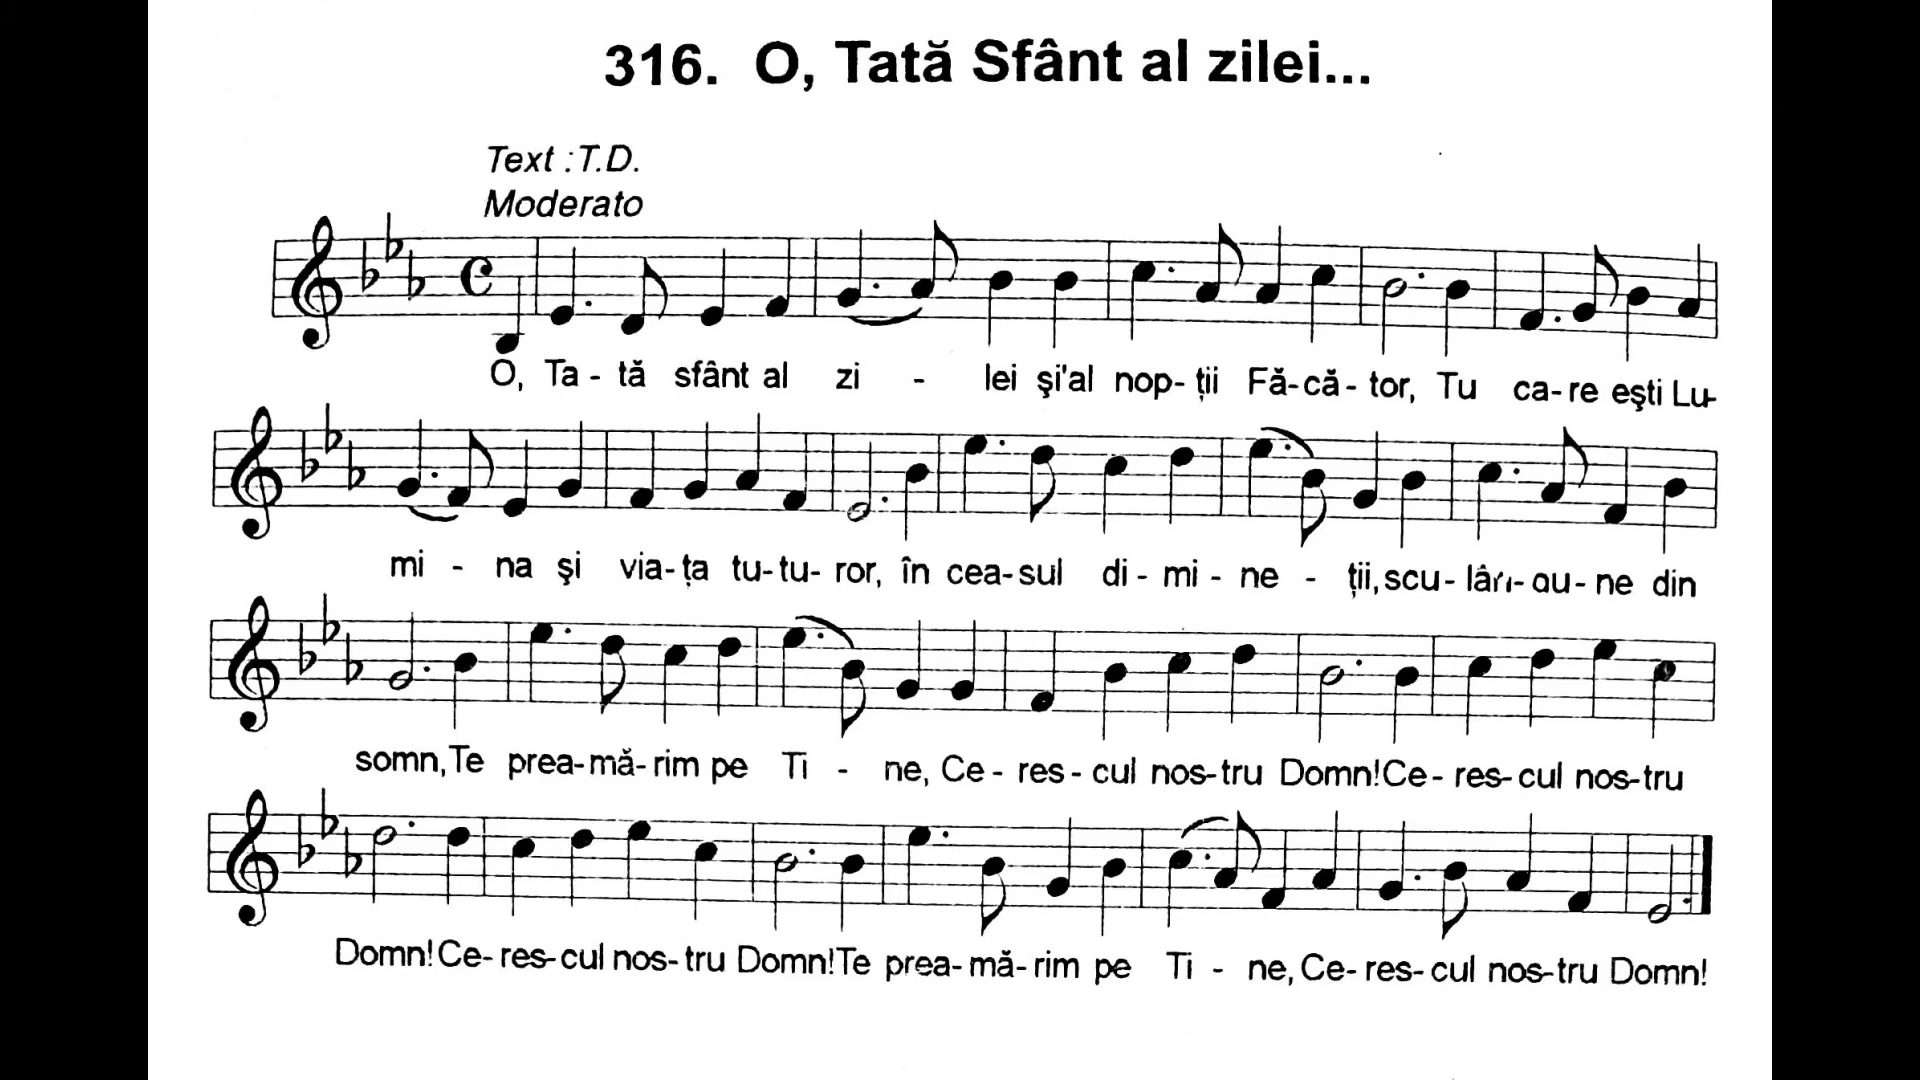 316. O, Tată Sfânt al zilei...
Text :T.D.
Moderato
O, Ta - tă sfânt al zi - lei şi'al nop-ţii Fă-că-tor, Tu ca-re eşti Lu-
mi - na şi via-ţa tu-tu- ror, în cea-sul di-mi-ne - ţii, scu-lân- du-ne din
somn, Te prea-mă-rim pe Ti - ne, Ce-res-cul nos-tru Domn! Ce-res-cul nos-tru
Domn! Ce-res-cul nos-tru Domn! Te prea-mă-rim pe Ti - ne, Ce-res-cul nos-tru Domn!